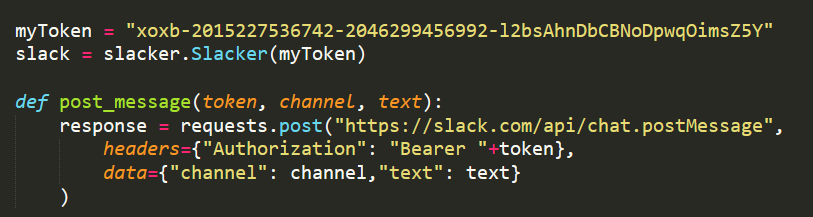 myToken = "xoxb-2015227536742-2046299456992-l2bsAhnDbCBNoDpwqOimsZ5Y"
slack = slacker.Slacker(myToken)
def post_message(token, channel, text):
response = requests.post("https://slack.com/api/chat.postMessage",
headers={"Authorization": "Bearer "+token},
data={"channel": channel,"text": text}
)